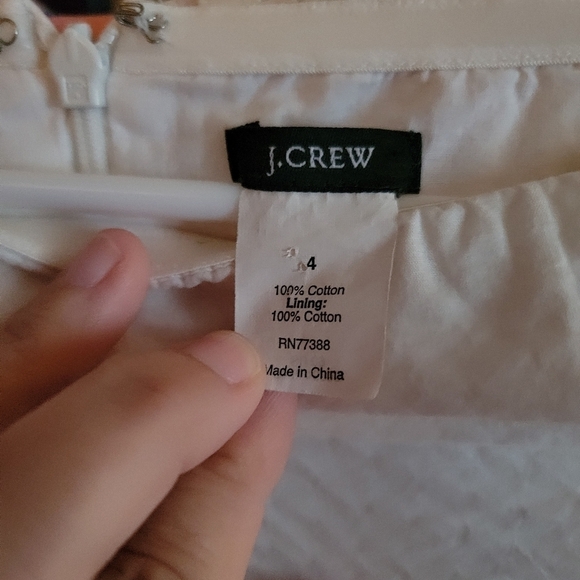 J.CREW
4
100% Cotton
Lining:
100% Cotton
RN77388
Made in China